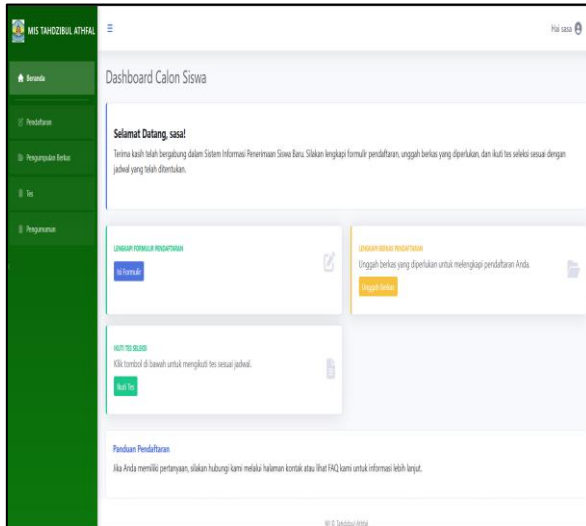 MIS TAHDZIBUL ATHFAL
Hai sasa
Beranda
Pendaftaran
Pengumpulan Berkas
Tes
Pengumuman
Dashboard Calon Siswa
Selamat Datang, sasa!
Terima kasih telah bergabung dalam Sistem Informasi Penerimaan Siswa Baru. Silakan lengkapi formulir pendaftaran, unggah berkas yang diperlukan, dan ikuti tes seleksi sesuai dengan
jadwal yang telah ditentukan.
LENGKAPI FORMULIR PENDAFTARAN
Isi Formulir
LENGKAPI BERKAS PENDAFTARAN
Unggah berkas yang diperlukan untuk melengkapi pendaftaran Anda.
Unggah Berkas
IKUTI TES SELEKSI
Klik tombol di bawah untuk mengikuti tes sesuai jadwal.
Ikuti Tes
Panduan Pendaftaran
Jika Anda memiliki pertanyaan, silakan hubungi kami melalui halaman kontak atau lihat FAQ kami untuk informasi lebih lanjut.
Tahdzibul Athfal